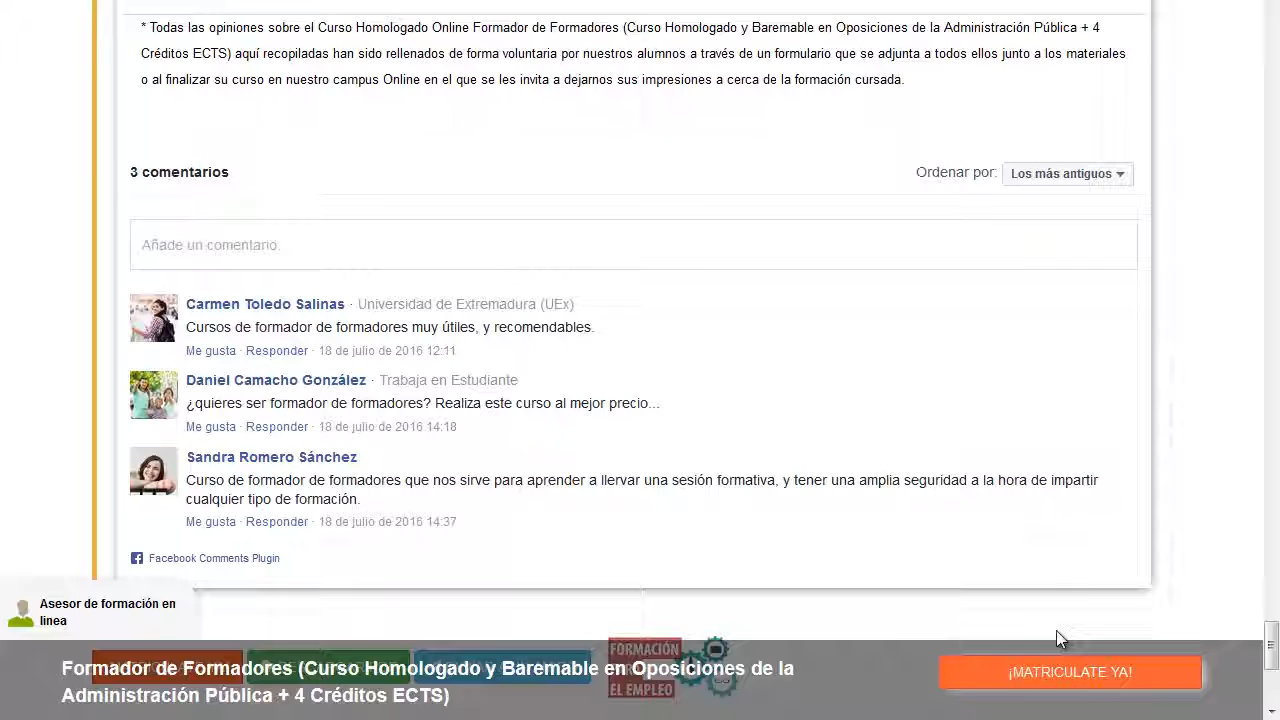 * Todas las opiniones sobre el Curso Homologado Online Formador de Formadores (Curso Homologado y Baremable en Oposiciones de la Administración Pública + 4
Créditos ECTS) aquí recopiladas han sido rellenados de forma voluntaria por nuestros alumnos a través de un formulario que se adjunta a todos ellos junto a los materiales
o al finalizar su curso en nuestro campus Online en el que se les invita a dejarnos sus impresiones a cerca de la formación cursada.
3 comentarios
Ordenar por: Los más antiguos
Añade un comentario.
Carmen Toledo Salinas · Universidad de Extremadura (UEx)
Cursos de formador de formadores muy útiles, y recomendables.
Me gusta · Responder · 18 de julio de 2016 12:11
Daniel Camacho González · Trabaja en Estudiante
¿quieres ser formador de formadores? Realiza este curso al mejor precio...
Me gusta · Responder · 18 de julio de 2016 14:18
Sandra Romero Sánchez
Curso de formador de formadores que nos sirve para aprender a llervar una sesión formativa, y tener una amplia seguridad a la hora de impartir
cualquier tipo de formación.
Me gusta · Responder · 18 de julio de 2016 14:37
Facebook Comments Plugin
Asesor de formación en
linea
FORMACIÓN
EL EMPLEO
Formador de Formadores (Curso Homologado y Baremable en Oposiciones de la
Administración Pública + 4 Créditos ECTS)
¡MATRICULATE YA!